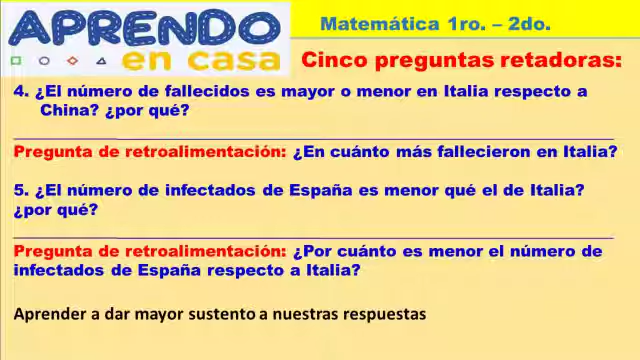 APRENDO
en casa
Matemática 1ro. – 2do.
Cinco preguntas retadoras:
4. ¿El número de fallecidos es mayor o menor en Italia respecto a
China? ¿por qué?
Pregunta de retroalimentación: ¿En cuánto más fallecieron en Italia?
5. ¿El número de infectados de España es menor qué el de Italia?
¿por qué?
Pregunta de retroalimentación: ¿Por cuánto es menor el número de
infectados de España respecto a Italia?
Aprender a dar mayor sustento a nuestras respuestas